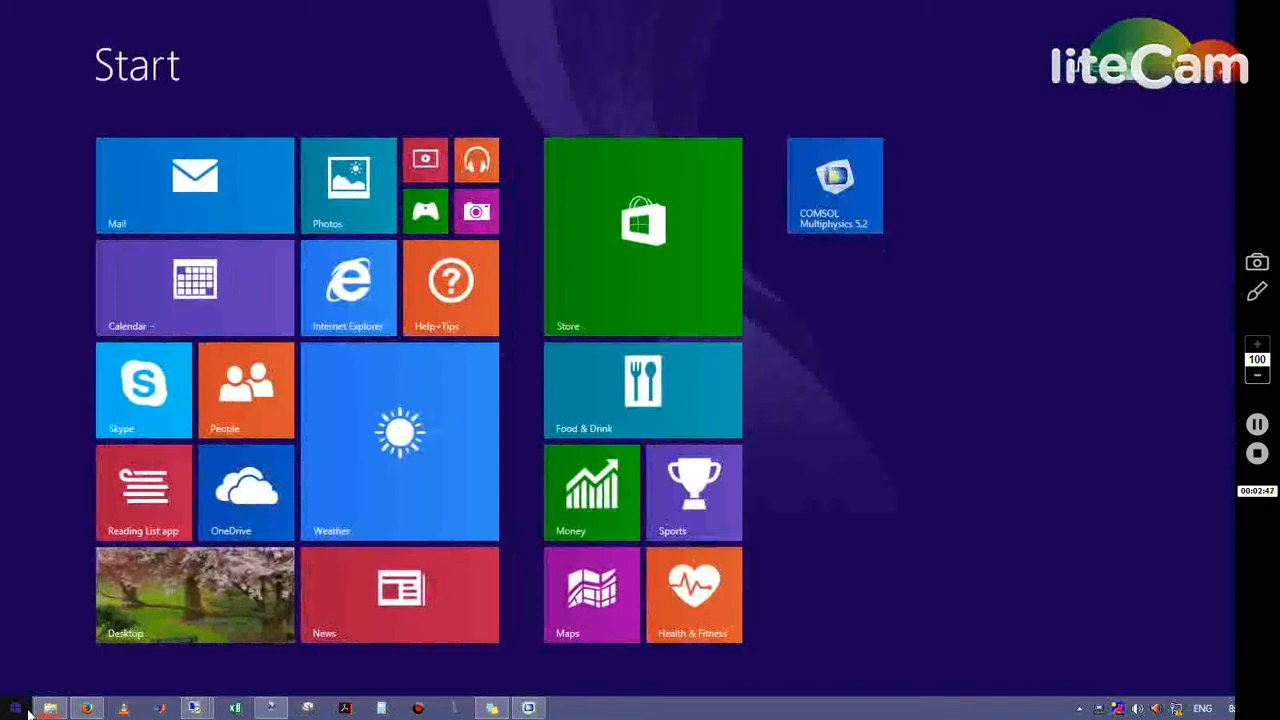 Start
liteCam
Mail
Photos
COMSOL
Multiphysics 5.2
Calendar
Internet Explorer
Help+Tips
Store
Skype
People
Food & Drink
100
Reading List app
OneDrive
Weather
Money
Sports
00:02:47
Desktop
News
Maps
Health & Fitness
ENG
8: